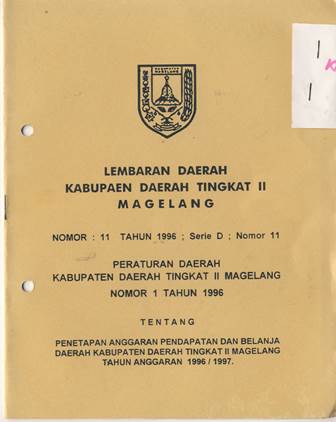 LEMBARAN DAERAH
KABUPAEN DAERAH TINGKAT II
MAGELANG
NOMOR : 11 TAHUN 1996 ; Serie D ; Nomor 11
PERATURAN DAERAH
KABUPATEN DAERAH TINGKAT II MAGELANG
NOMOR 1 TAHUN 1996
TENTANG
PENETAPAN ANGGARAN PENDAPATAN DAN BELANJA
DAERAH KABUPATEN DAERAH TINGKAT II MAGELANG
TAHUN ANGGARAN 1996 / 1997.